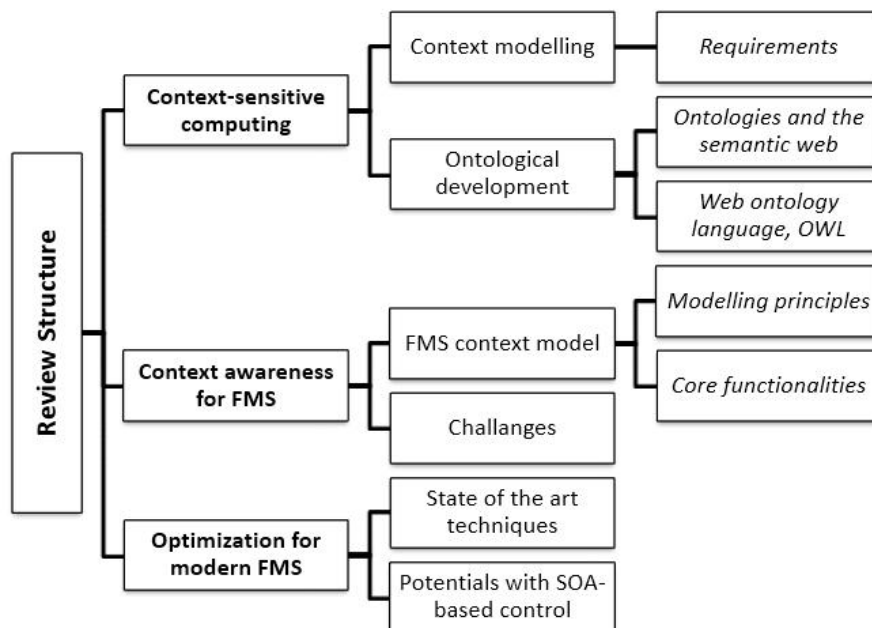 Review Structure
Context-sensitive
computing
Context modelling
Requirements
Ontological
development
Ontologies and the
semantic web
Web ontology
language, OWL
Context awareness
for FMS
FMS context model
Modelling principles
Core functionalities
Challanges
Optimization for
modern FMS
State of the art
techniques
Potentials with SOA-
based control